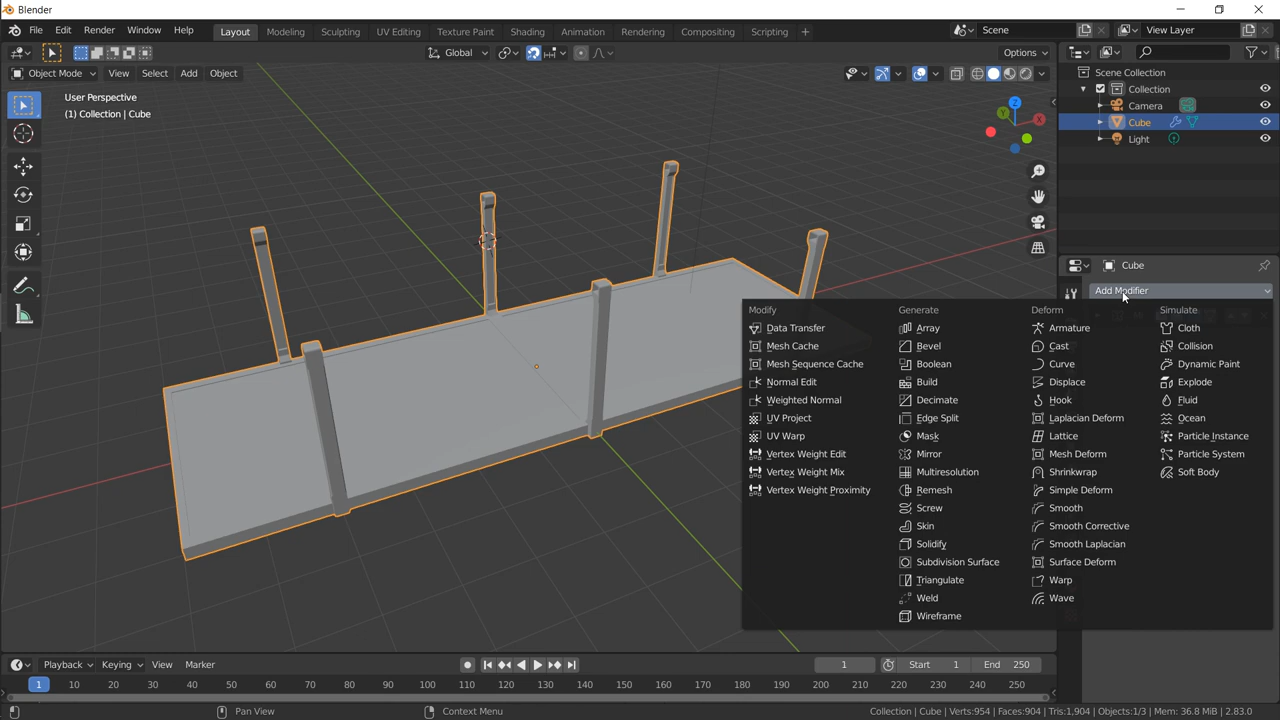 Blender
File Edit Render Window Help Layout Modeling Sculpting UV Editing Texture Paint Shading Animation Rendering Compositing Scripting + Scene View Layer
Global Options
Object Mode View Select Add Object
User Perspective
(1) Collection | Cube
Z
X
Scene Collection
Collection
Camera
Cube
Light
Cube
Add Modifier
Modify Generate Deform Simulate
Data Transfer Array Armature Cloth
Mesh Cache Bevel Cast Collision
Mesh Sequence Cache Boolean Curve Dynamic Paint
Normal Edit Build Displace Explode
Weighted Normal Decimate Hook Fluid
UV Project Edge Split Laplacian Deform Ocean
UV Warp Mask Lattice Particle Instance
Vertex Weight Edit Mirror Mesh Deform Particle System
Vertex Weight Mix Multiresolution Shrinkwrap Soft Body
Vertex Weight Proximity Remesh Simple Deform
Screw Smooth
Skin Smooth Corrective
Solidify Smooth Laplacian
Subdivision Surface Surface Deform
Triangulate Warp
Weld Wave
Wireframe
Playback Keying View Marker 1 Start 1 End 250
1 10 20 30 40 50 60 70 80 90 100 110 120 130 140 150 160 170 180 190 200 210 220 230 240 250
Pan View Context Menu Collection | Cube | Verts:954 | Faces:904 | Tris:1,904 | Objects:1/3 | Mem: 36.8 MiB | 2.83.0